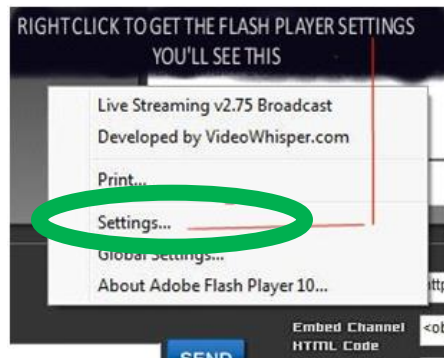 RIGHT CLICK TO GET THE FLASH PLAYER SETTINGS
YOU'LL SEE THIS
Live Streaming v2.75 Broadcast
Developed by VideoWhisper.com
Print...
Settings...
Global Settings...
About Adobe Flash Player 10...
Embed Channel
HTML Code
SEND